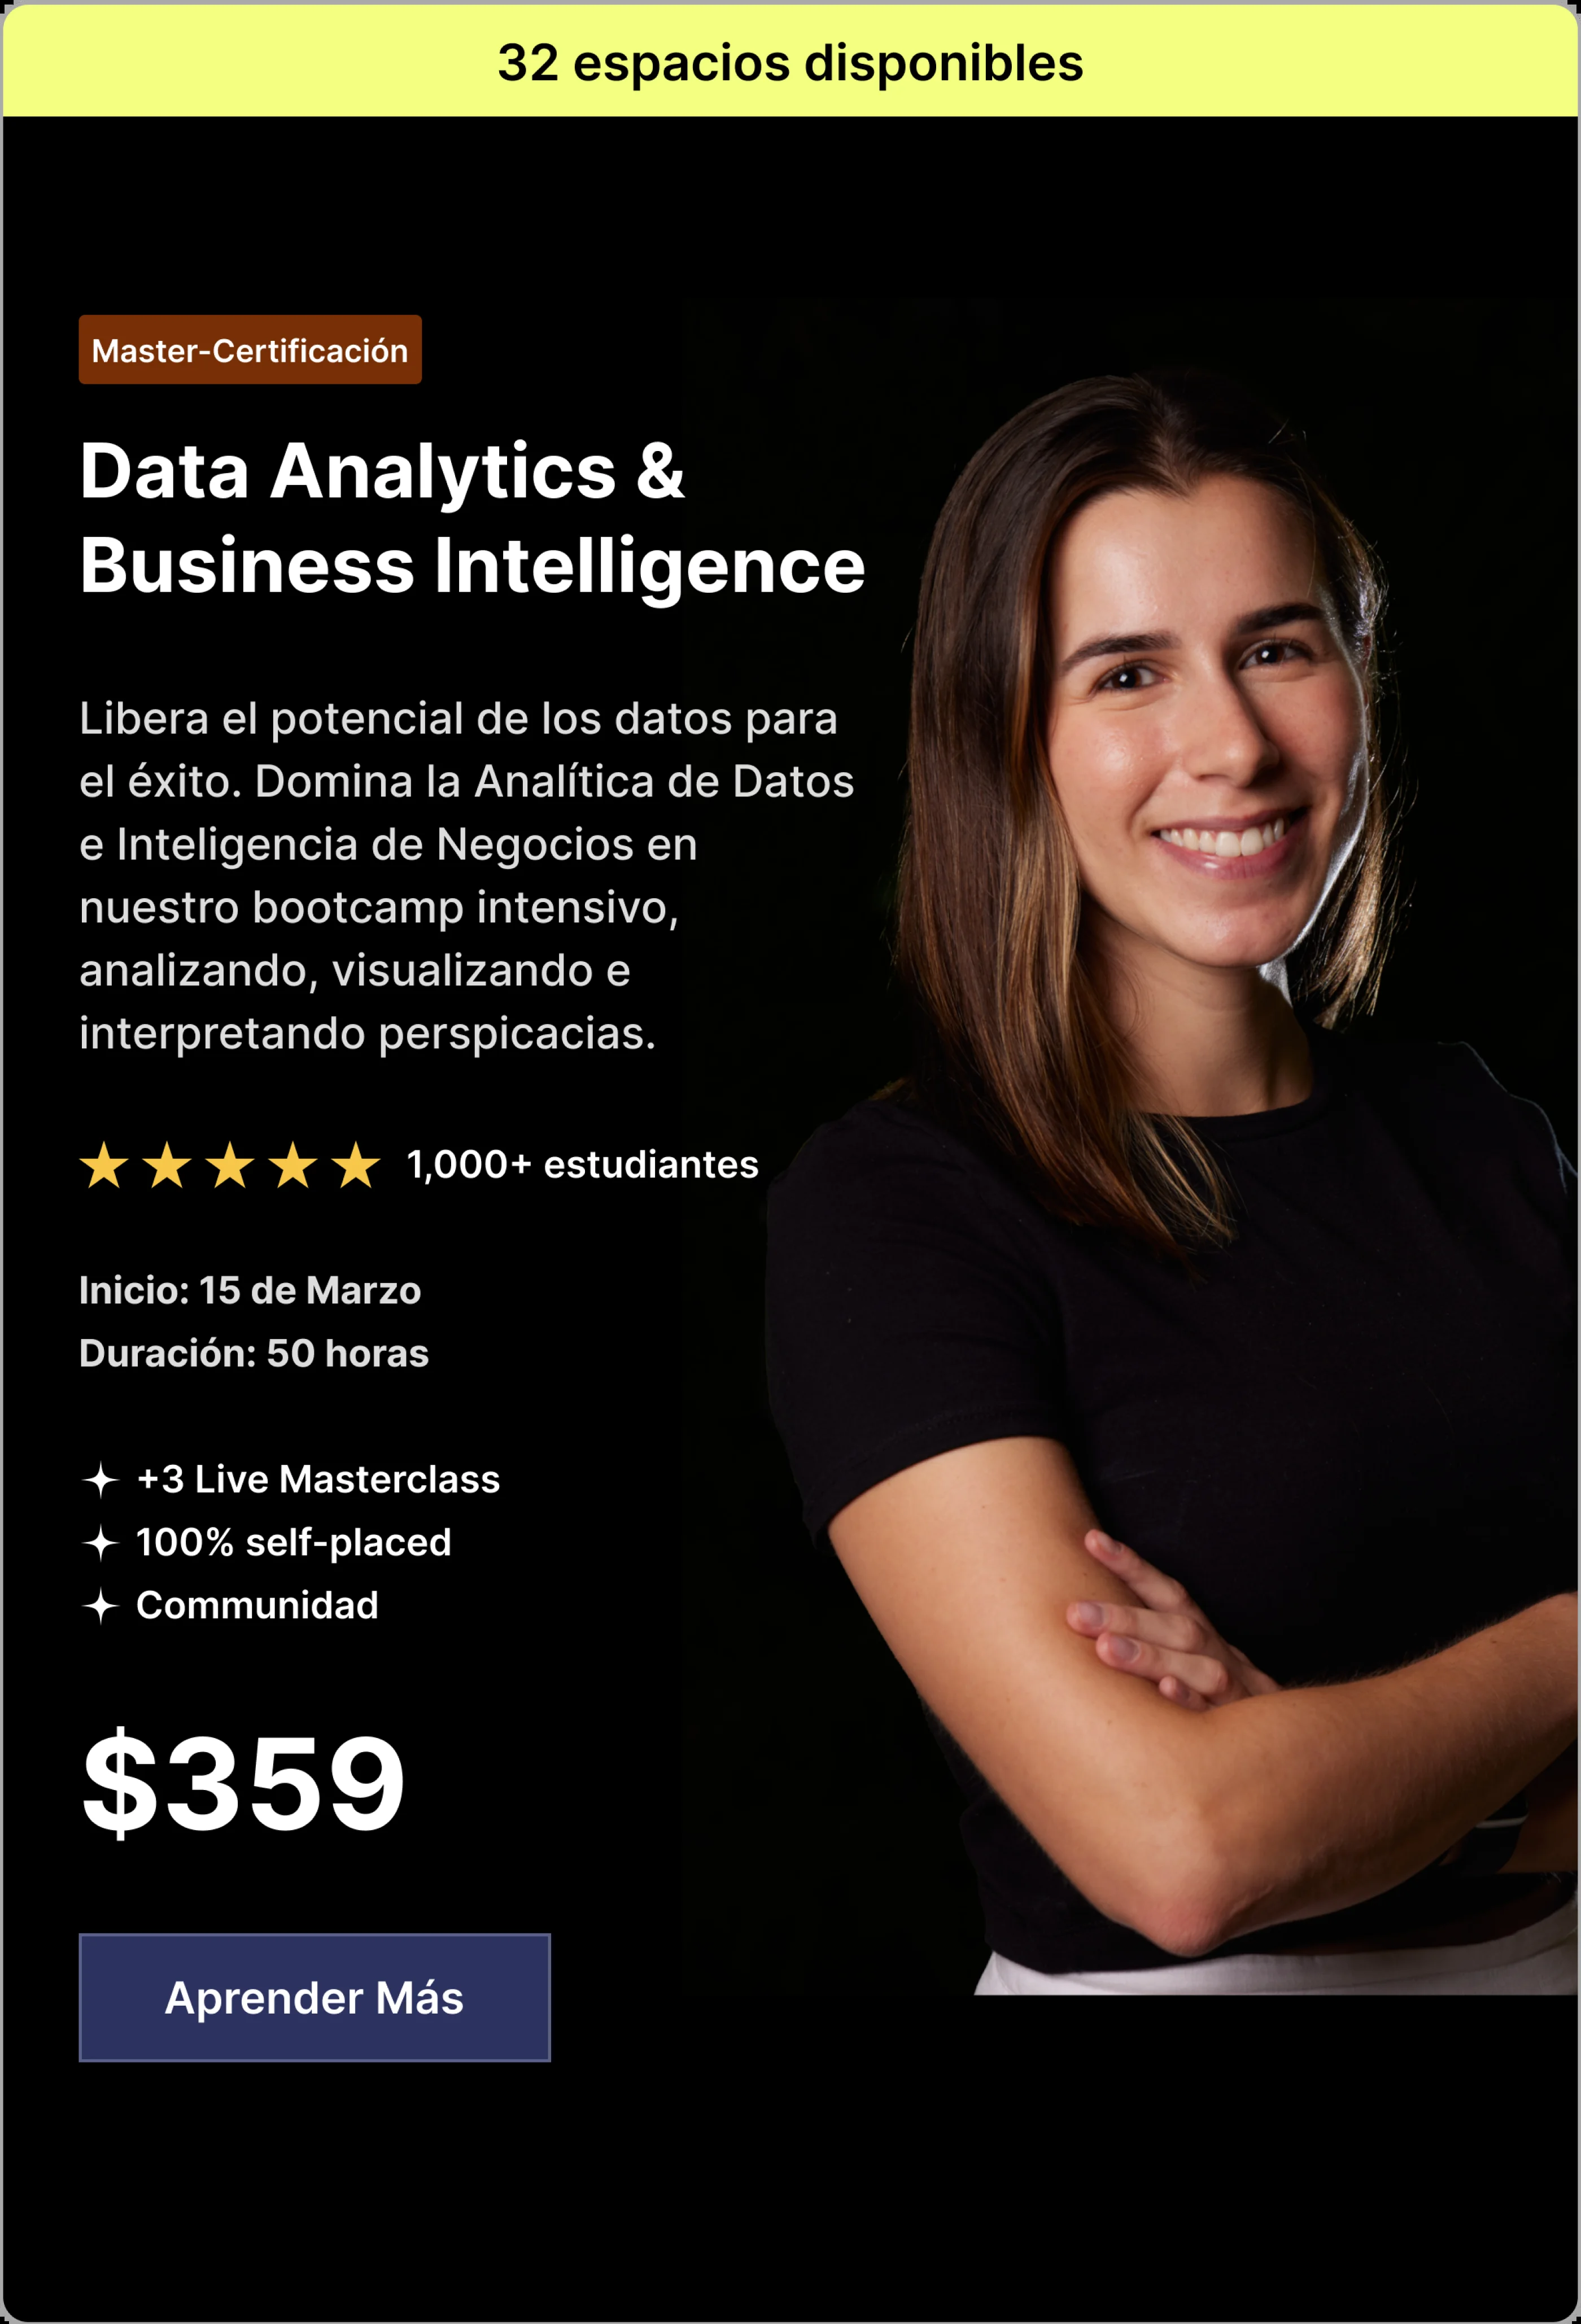 32 espacios disponibles
Master-Certificación
Data Analytics &
Business Intelligence
Libera el potencial de los datos para
el éxito. Domina la Analítica de Datos
e Inteligencia de Negocios en
nuestro bootcamp intensivo,
analizando, visualizando e
interpretando perspicacias.
1,000+ estudiantes
Inicio: 15 de Marzo
Duración: 50 horas
+3 Live Masterclass
100% self-placed
Communidad
$359
Aprender Más